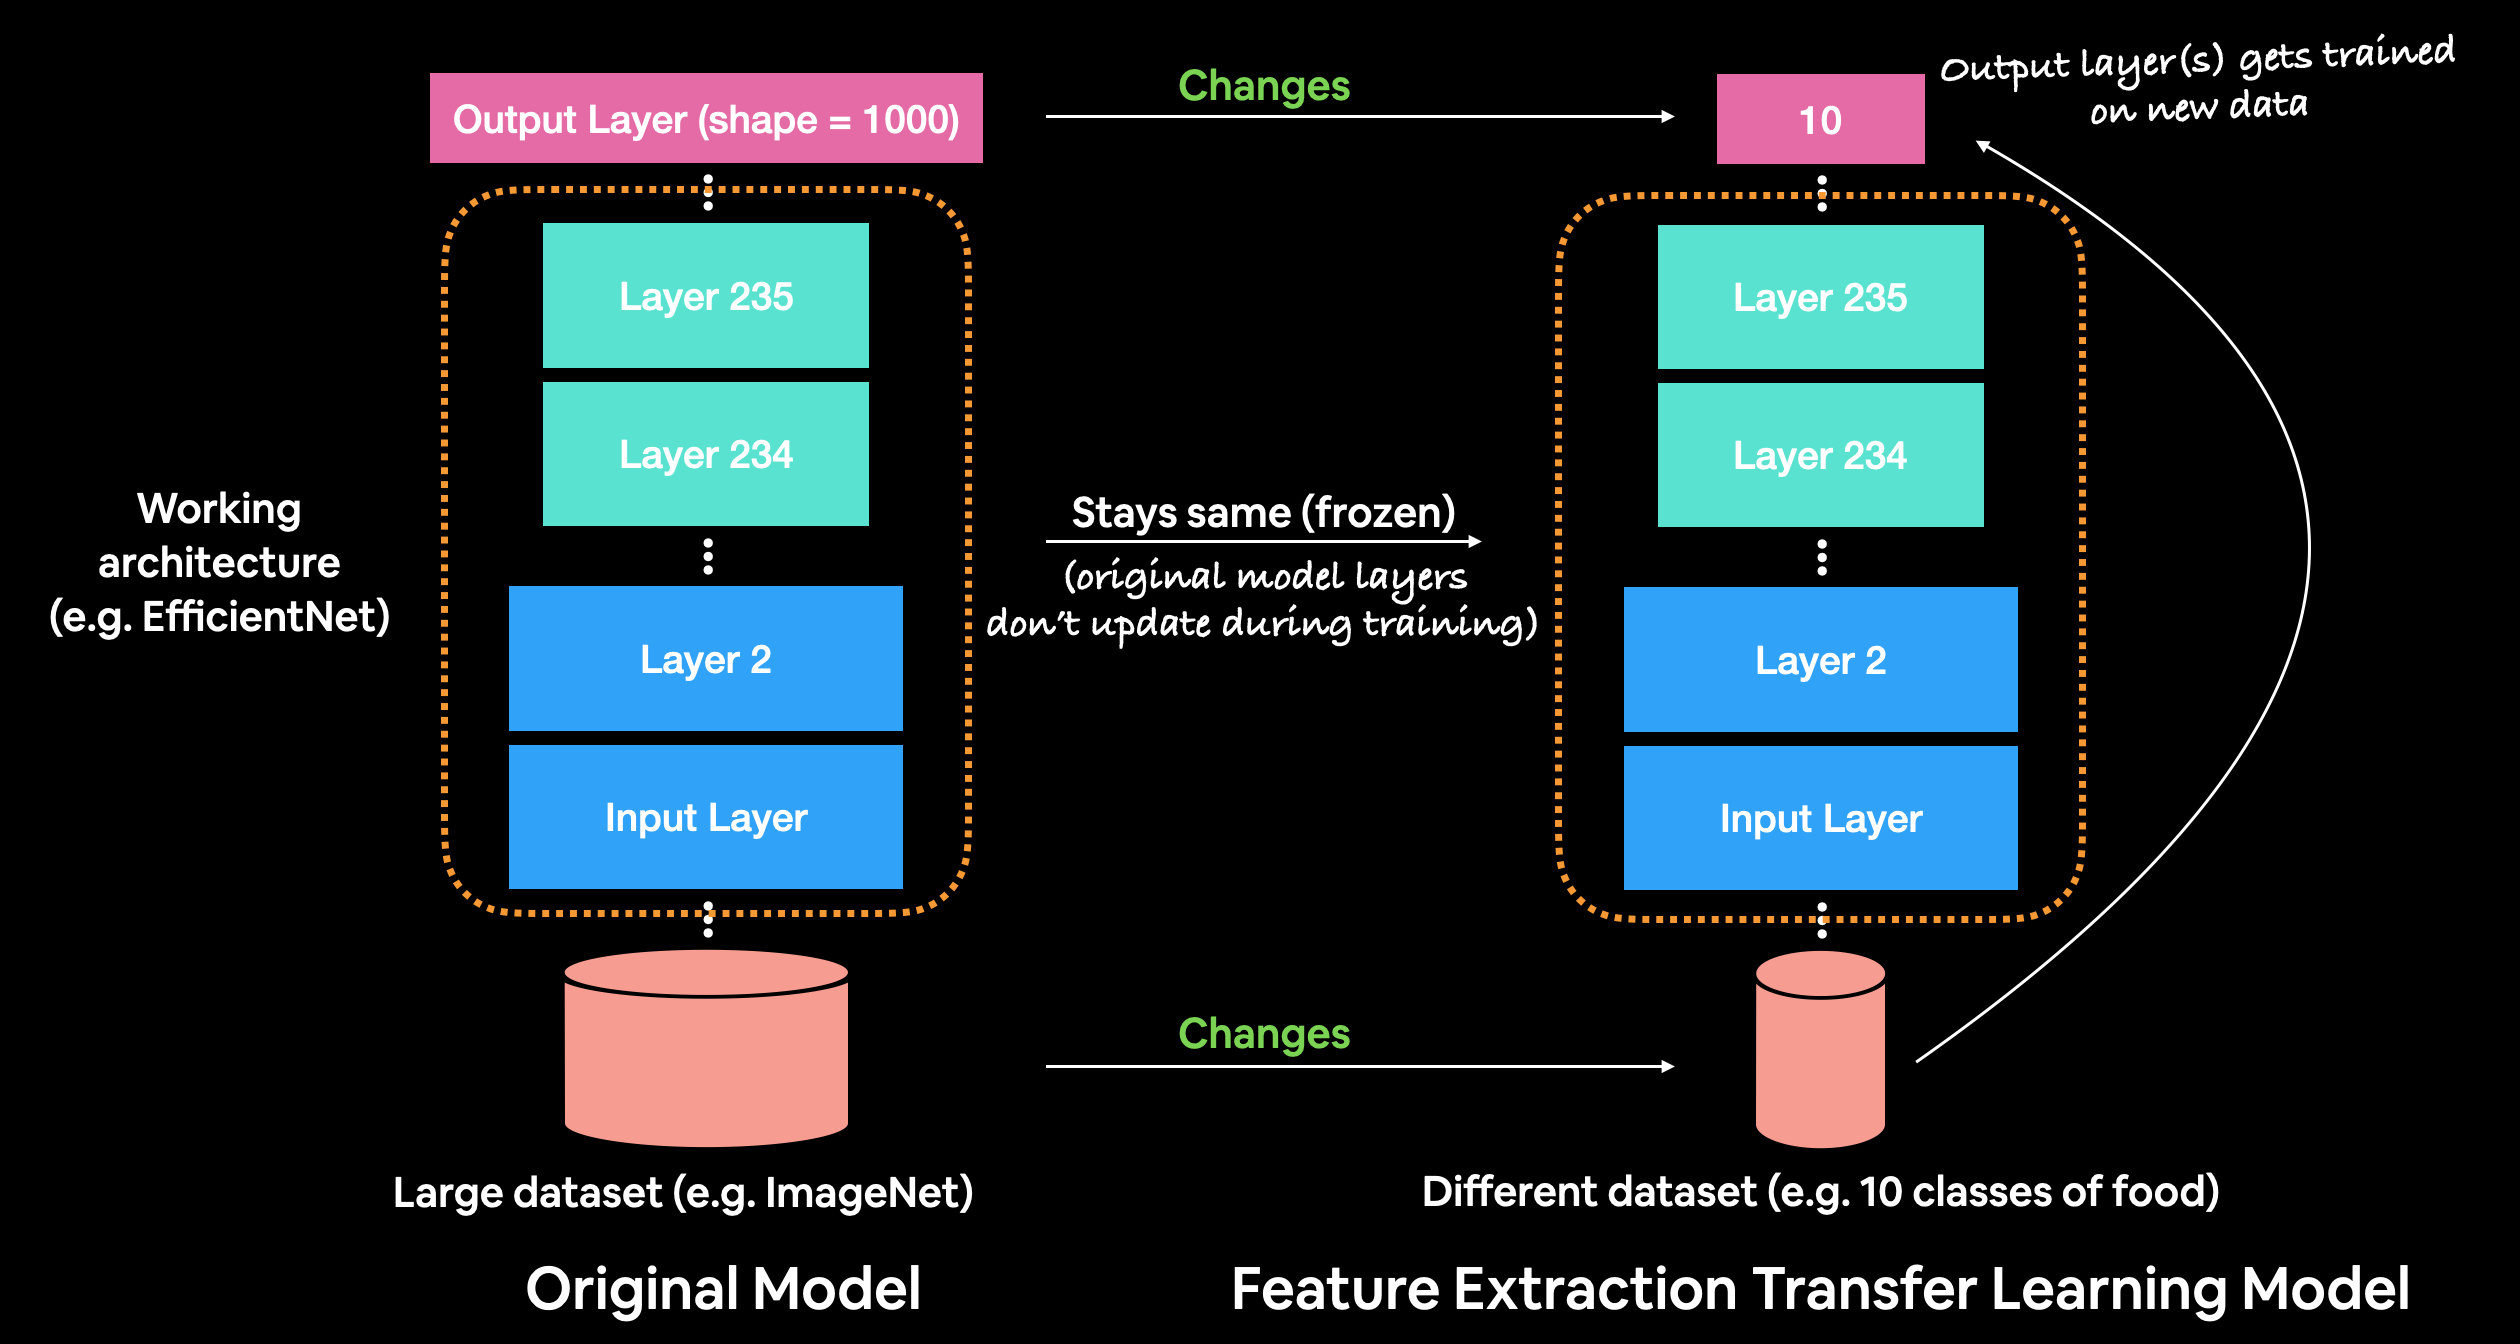 Output Layer (shape = 1000)
Changes
10
Output layer(s) gets trained
on new data
Layer 235
Layer 234
Layer 2
Input Layer
Working
architecture
(e.g. EfficientNet)
Stays same (frozen)
(original model layers
don't update during training)
Layer 235
Layer 234
Layer 2
Input Layer
Changes
Large dataset (e.g. ImageNet)
Different dataset (e.g. 10 classes of food)
Original Model
Feature Extraction Transfer Learning Model